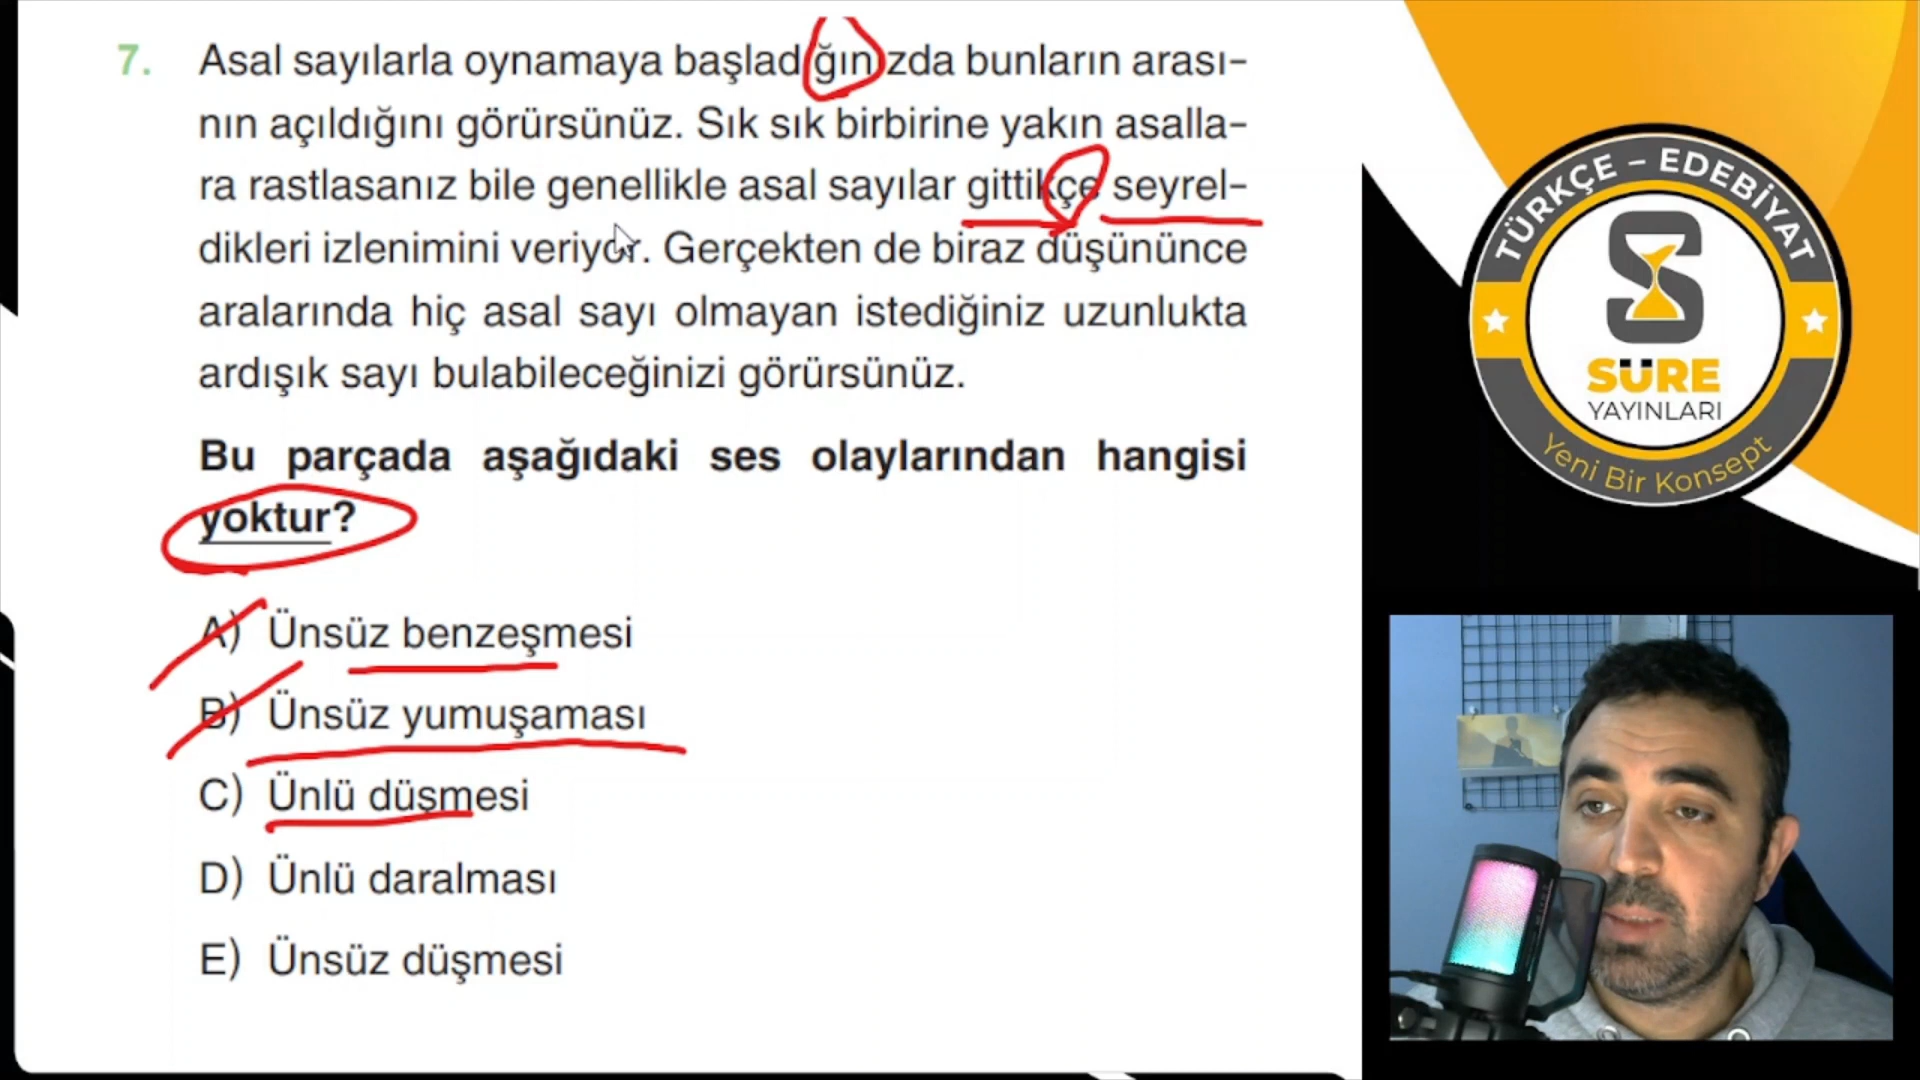 7. Asal sayılarla oynamaya başladığınızda bunların arası-
nın açıldığını görürsünüz. Sık sık birbirine yakın asalla-
ra rastlasanız bile genellikle asal sayılar gittikçe seyrel-
dikleri izlenimini veriyor. Gerçekten de biraz düşününce
aralarında hiç asal sayı olmayan istediğiniz uzunlukta
ardışık sayı bulabileceğinizi görürsünüz.
Bu parçada aşağıdaki ses olaylarından hangisi
yoktur?
A) Ünsüz benzeşmesi
B) Ünsüz yumuşaması
C) Ünlü düşmesi
D) Ünlü daralması
E) Ünsüz düşmesi
TÜRKÇE – EDEBİYAT
SÜRE
YAYINLARI
Yeni Bir Konsept